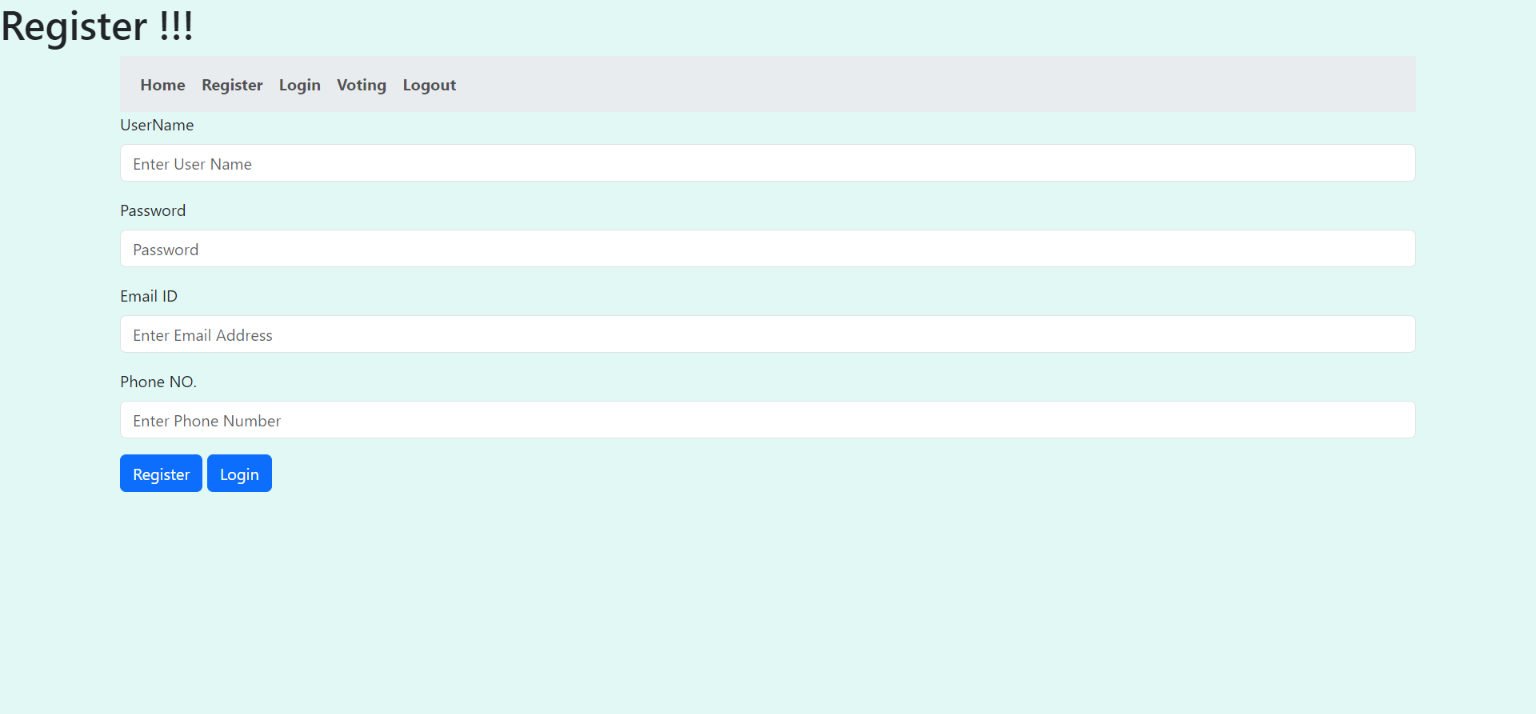 Register !!!
Home Register Login Voting Logout
UserName
Enter User Name
Password
Password
Email ID
Enter Email Address
Phone NO.
Enter Phone Number
Register Login